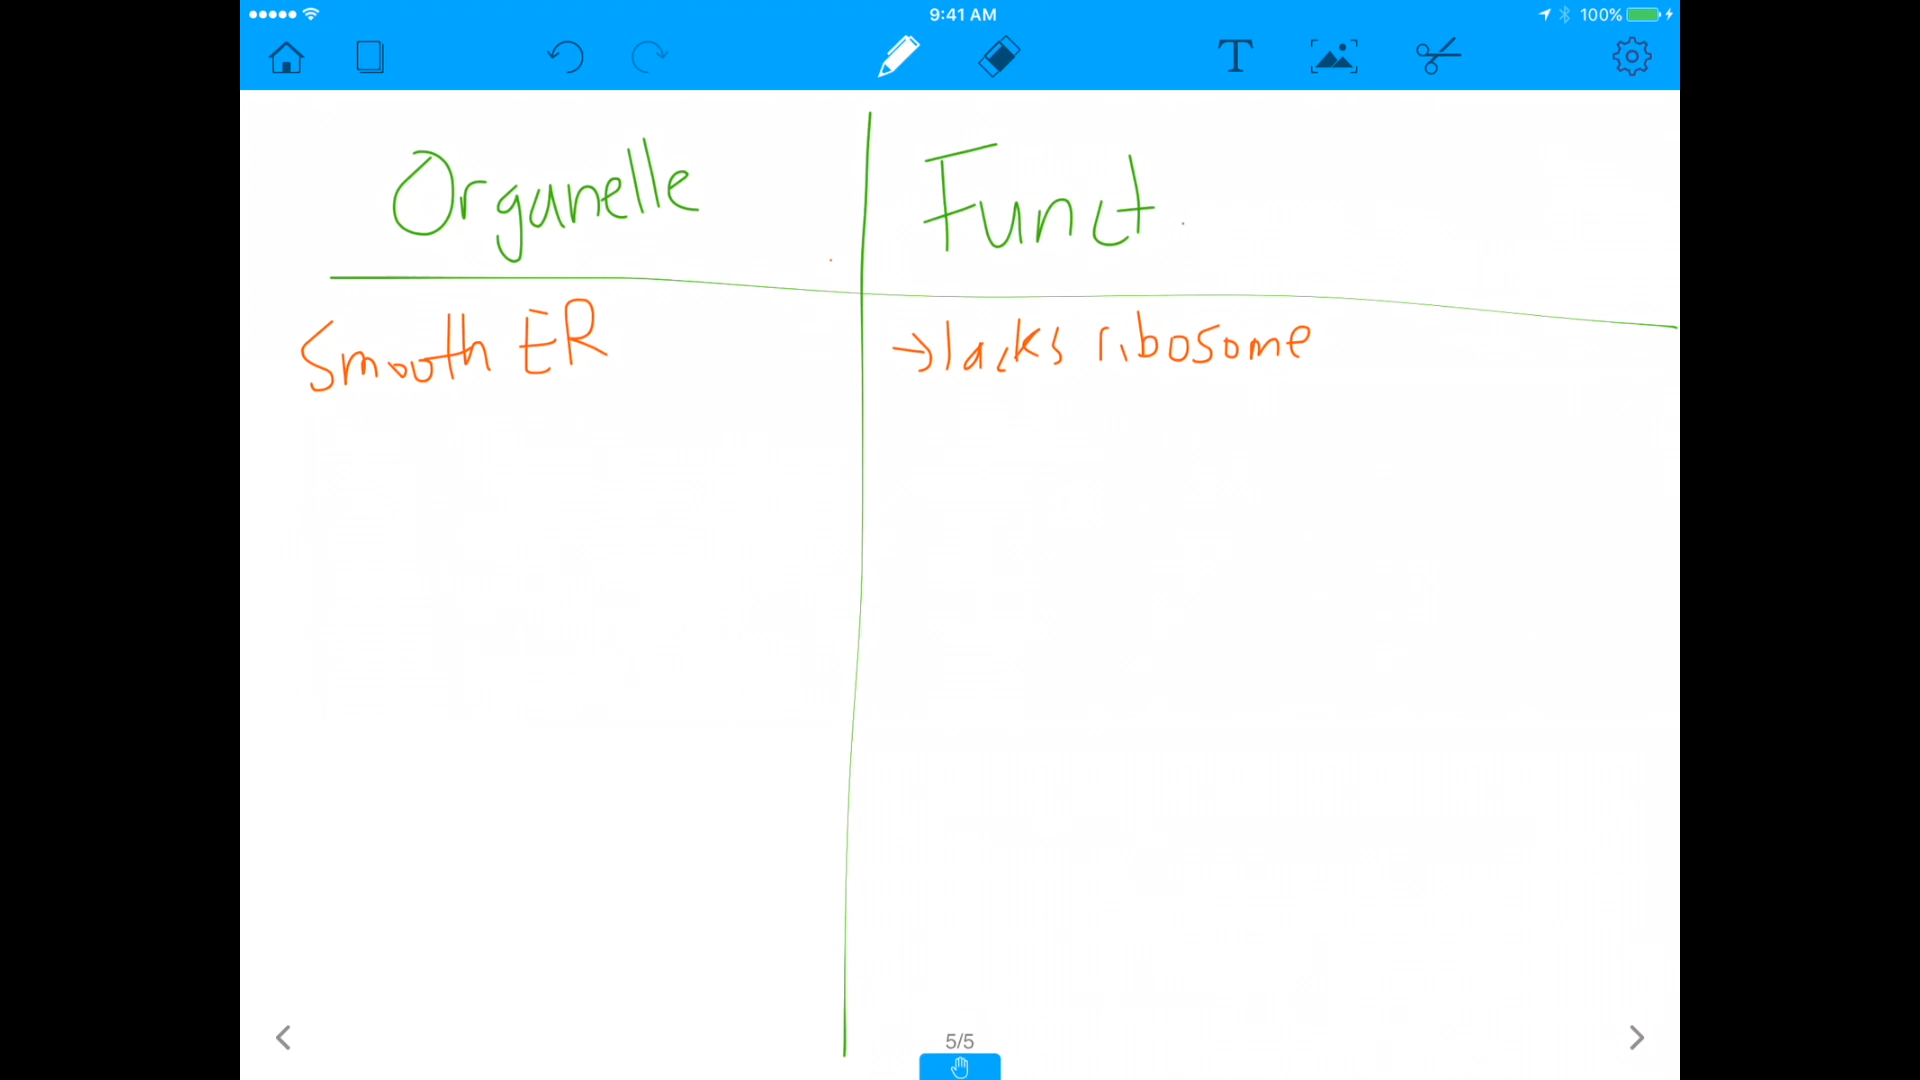 9:41 AM
100%
T
Organelle
Funct.
Smooth ER
→lacks ribosome
5/5